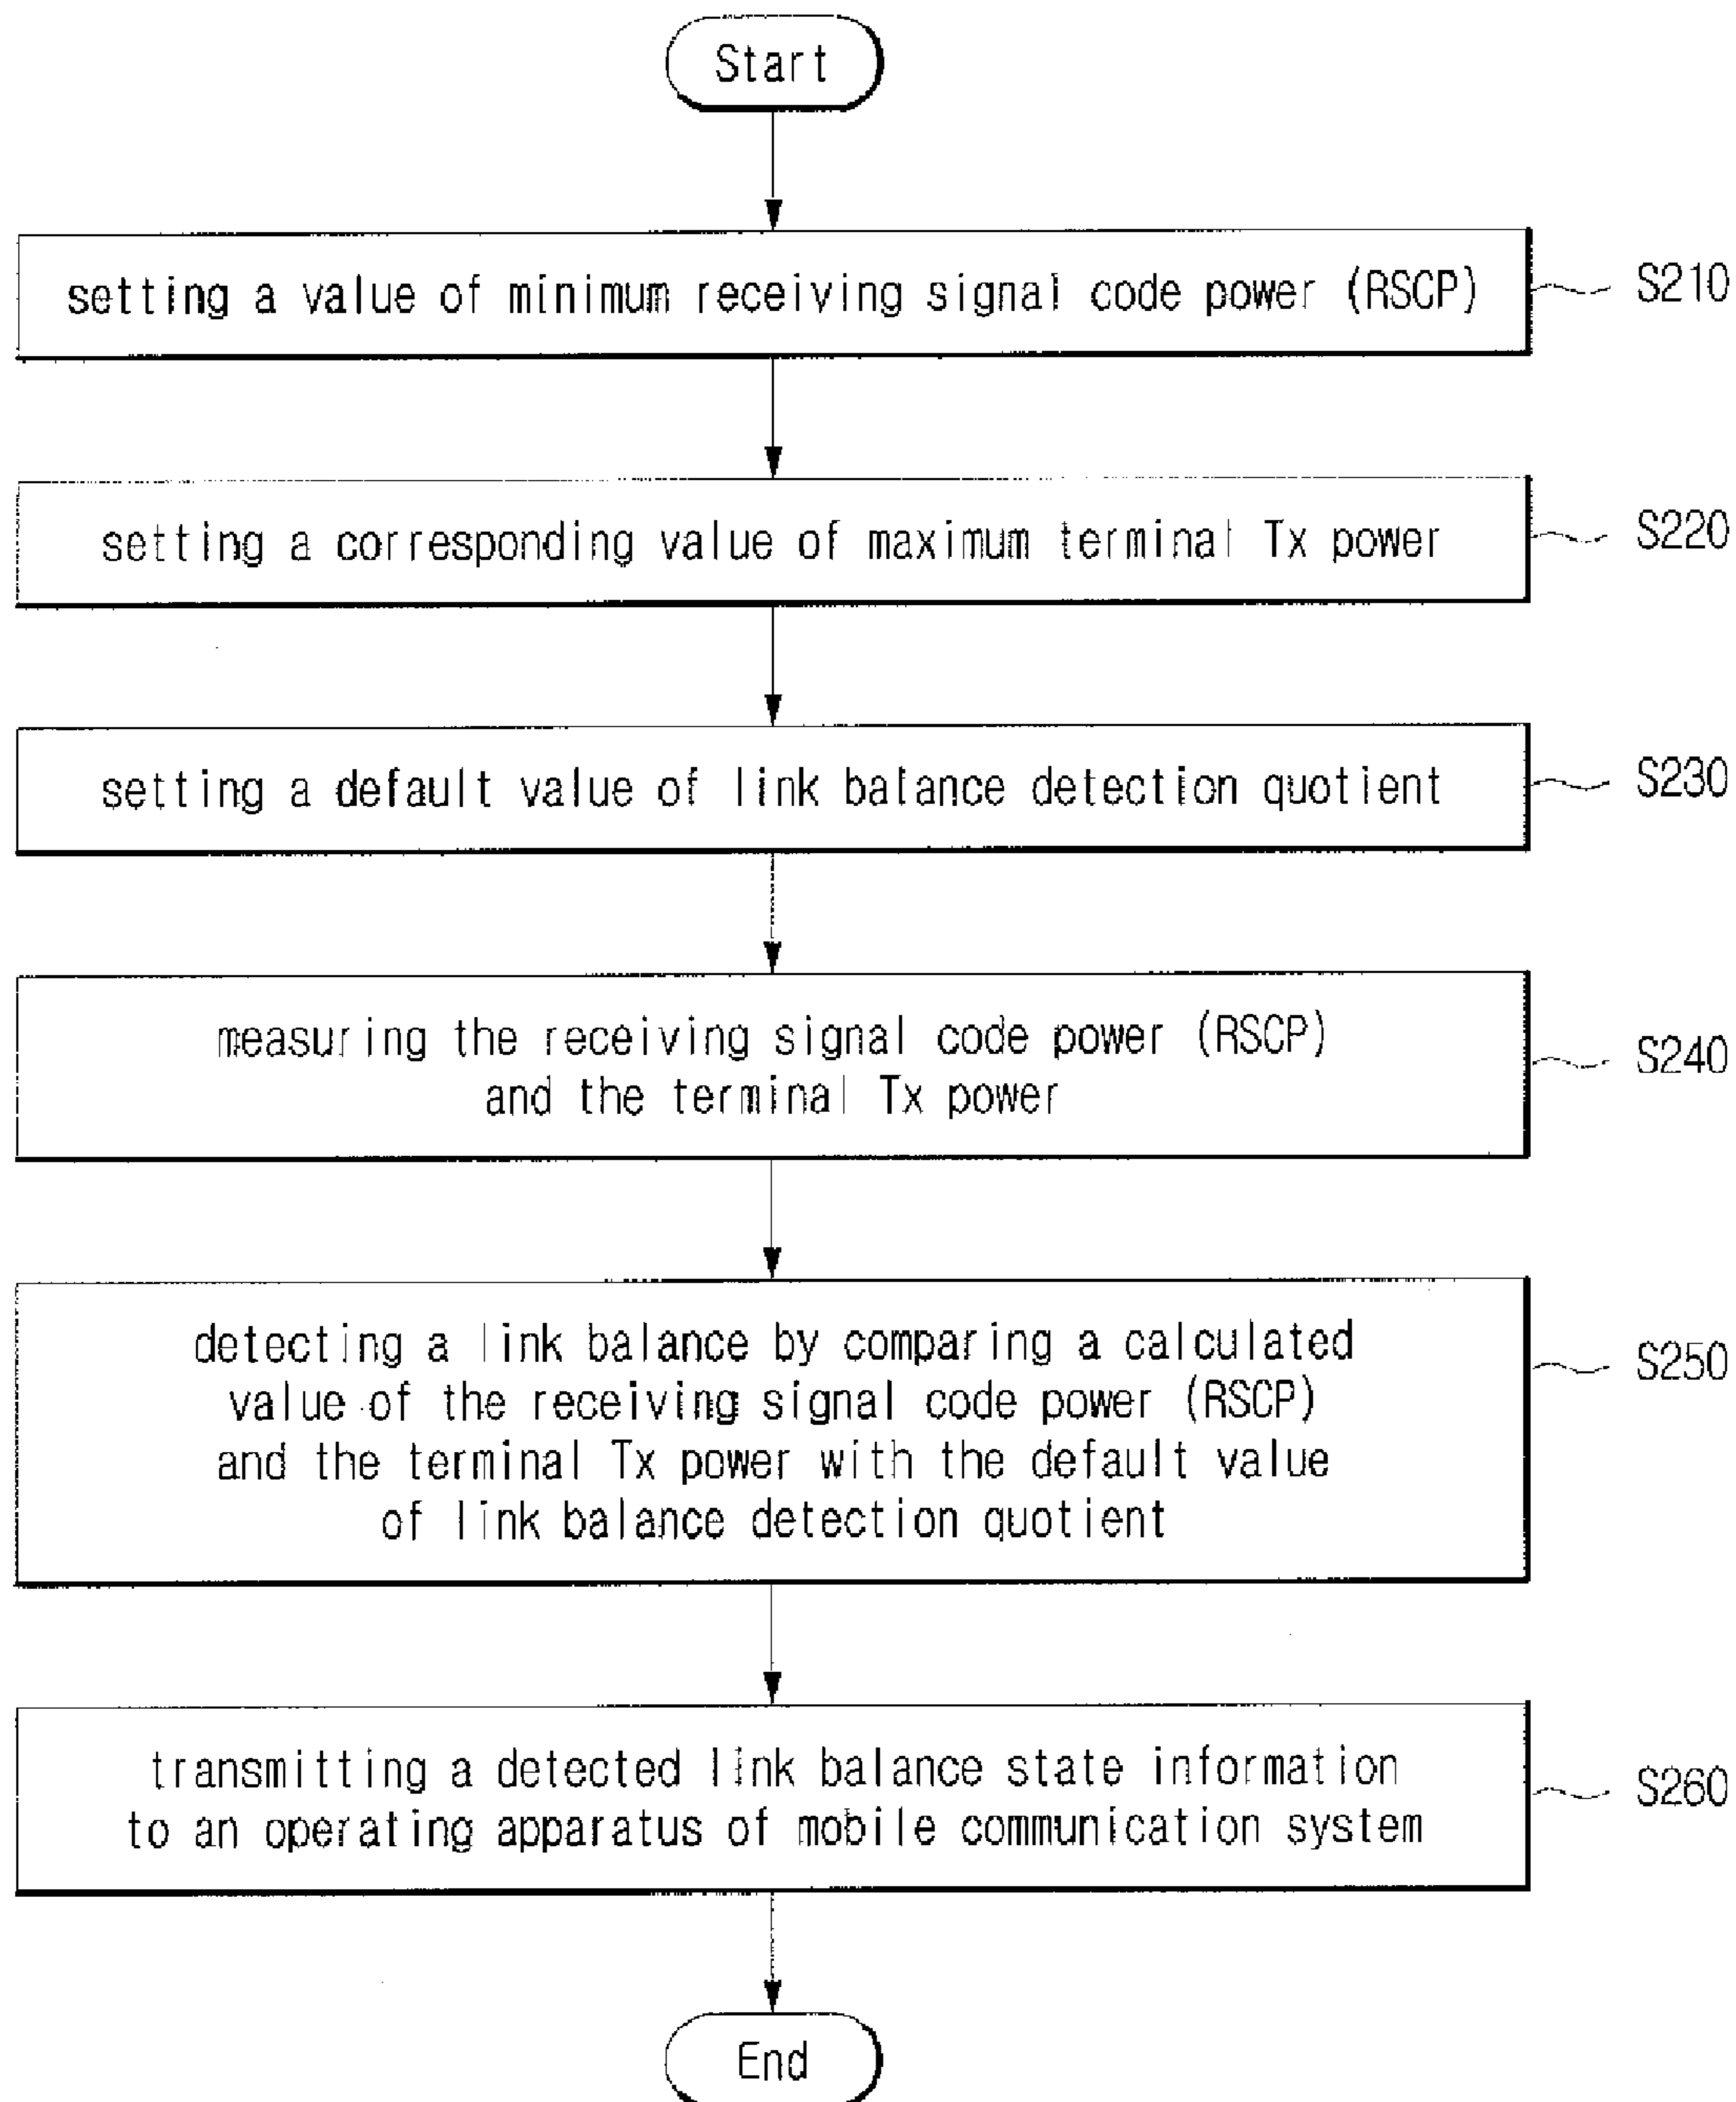 Start
setting a value of minimum receiving signal code power (RSCP)
S210
setting a corresponding value of maximum terminal Tx power
S220
setting a default value of link balance detection quotient
S230
measuring the receiving signal code power (RSCP)
and the terminal Tx power
S240
detecting a link balance by comparing a calculated
value of the receiving signal code power (RSCP)
and the terminal Tx power with the default value
of link balance detection quotient
S250
transmitting a detected link balance state information
to an operating apparatus of mobile communication system
S260
End